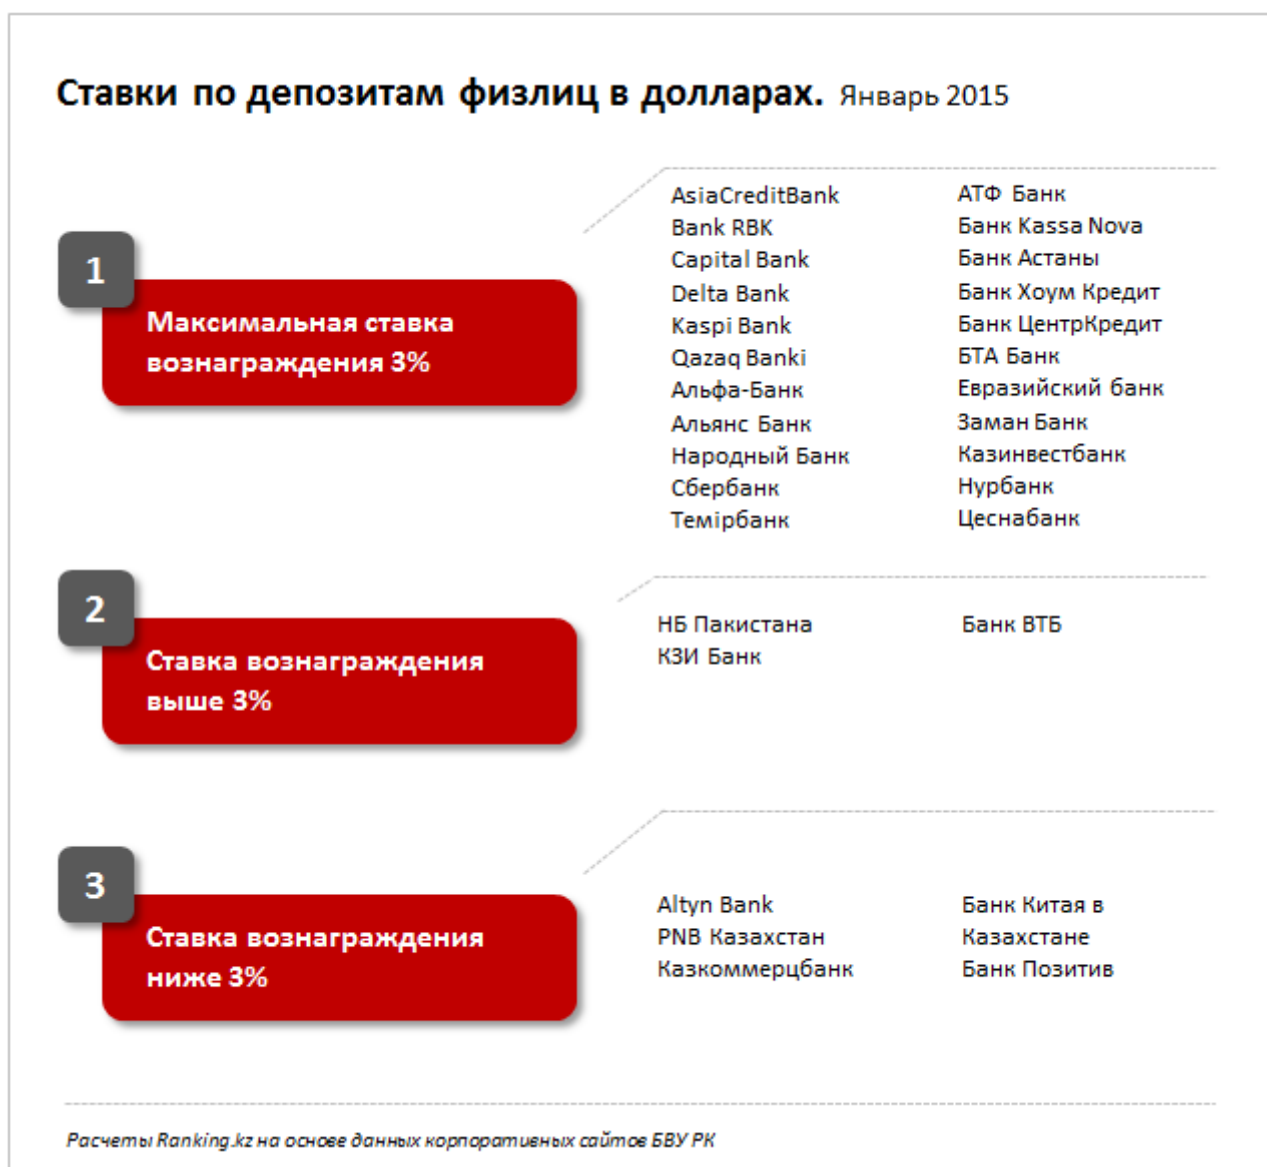 Ставки по депозитам физлиц в долларах. Январь 2015
1
Максимальная ставка
вознаграждения 3%
AsiaCreditBank
Bank RBK
Capital Bank
Delta Bank
Kaspi Bank
Qazaq Banki
Альфа-Банк
Альянс Банк
Народный Банк
Сбербанк
Темiрбанк
АТФ Банк
Банк Kassa Nova
Банк Астаны
Банк Хоум Кредит
Банк ЦентрКредит
БТА Банк
Евразийский банк
Заман Банк
Казинвестбанк
Нурбанк
Цеснабанк
2
Ставка вознаграждения
выше 3%
НБ Пакистана
КЗИ Банк
Банк ВТБ
3
Ставка вознаграждения
ниже 3%
Altyn Bank
PNB Казахстан
Казкоммерцбанк
Банк Китая в
Казахстане
Банк Позитив
Расчеты Ranking.kz на основе данных корпоративных сайтов БВУ РК